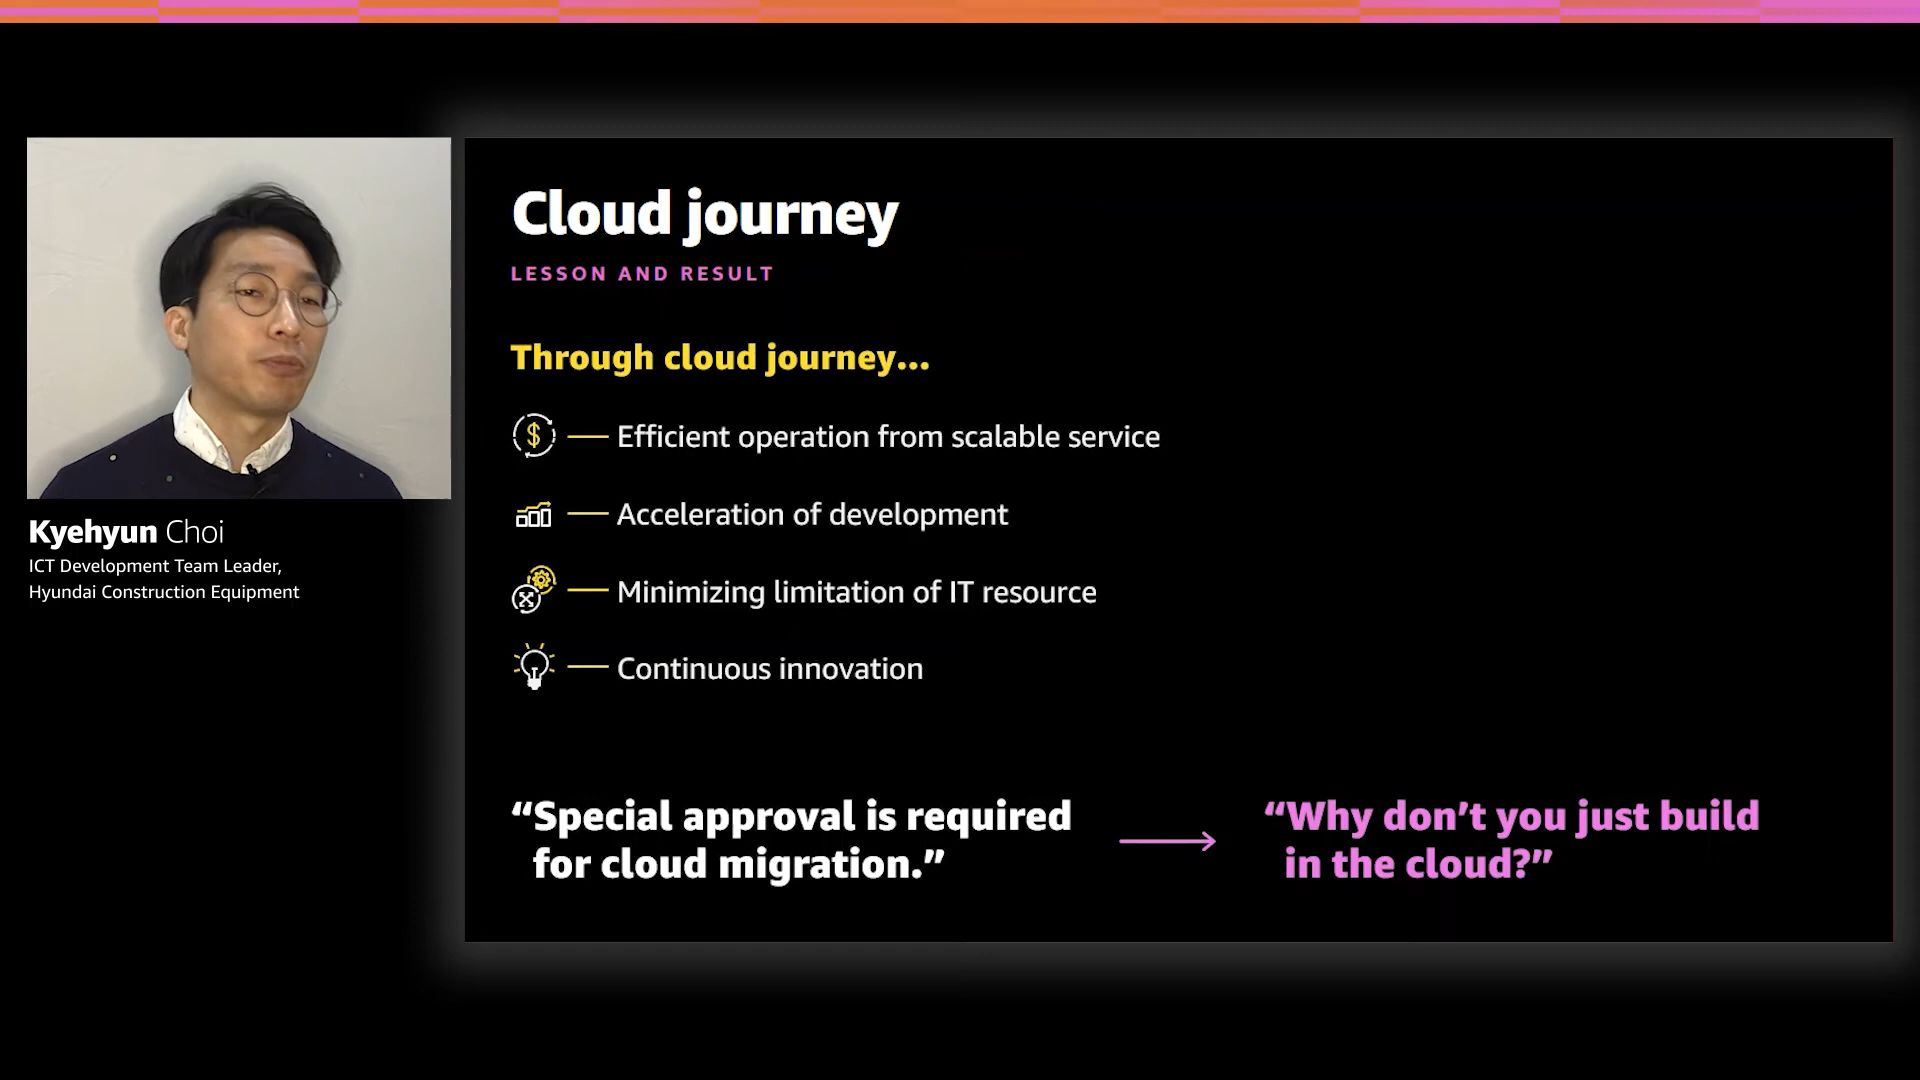 Cloud journey
LESSON AND RESULT
Through cloud journey...
$
Efficient operation from scalable service
Acceleration of development
Minimizing limitation of IT resource
Continuous innovation
“Special approval is required
for cloud migration.”
“Why don’t you just build
in the cloud?”
Kyehyun Choi
ICT Development Team Leader,
Hyundai Construction Equipment